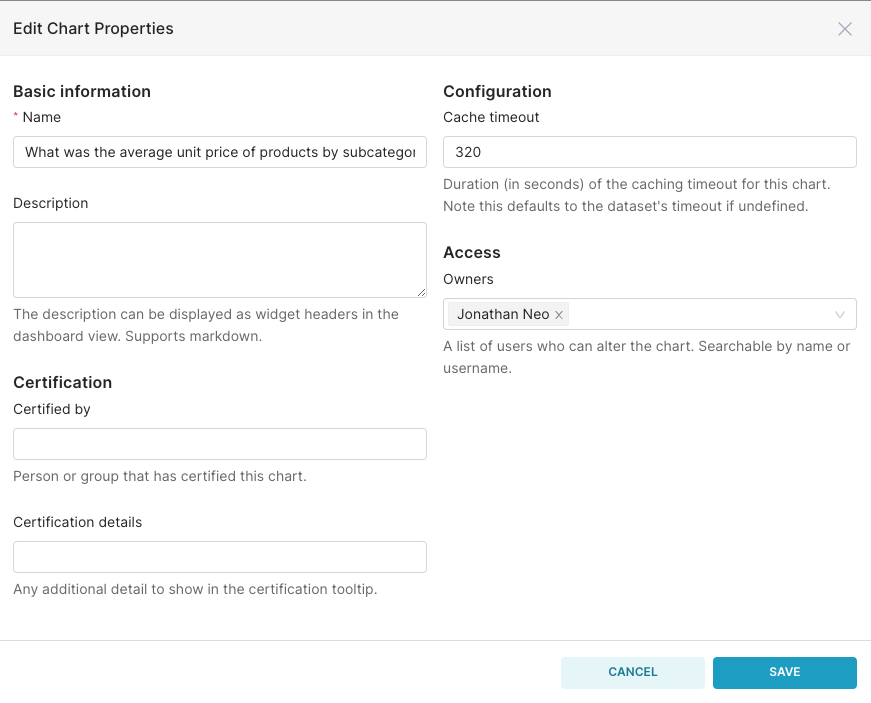 Edit Chart Properties
Basic information
* Name
What was the average unit price of products by
Description
The description can be displayed as widget headers in the
dashboard view. Supports markdown.
Certification
Certified by
Person or group that has certified this chart.
Certification details
Any additional detail to show in the certification tooltip.
Configuration
Cache timeout
320
Duration (in seconds) of the caching timeout for this chart.
Note this defaults to the dataset's timeout if undefined.
Access
Owners
Jonathan Neo
A list of users who can alter the chart. Searchable by name or
username.
CANCEL
SAVE